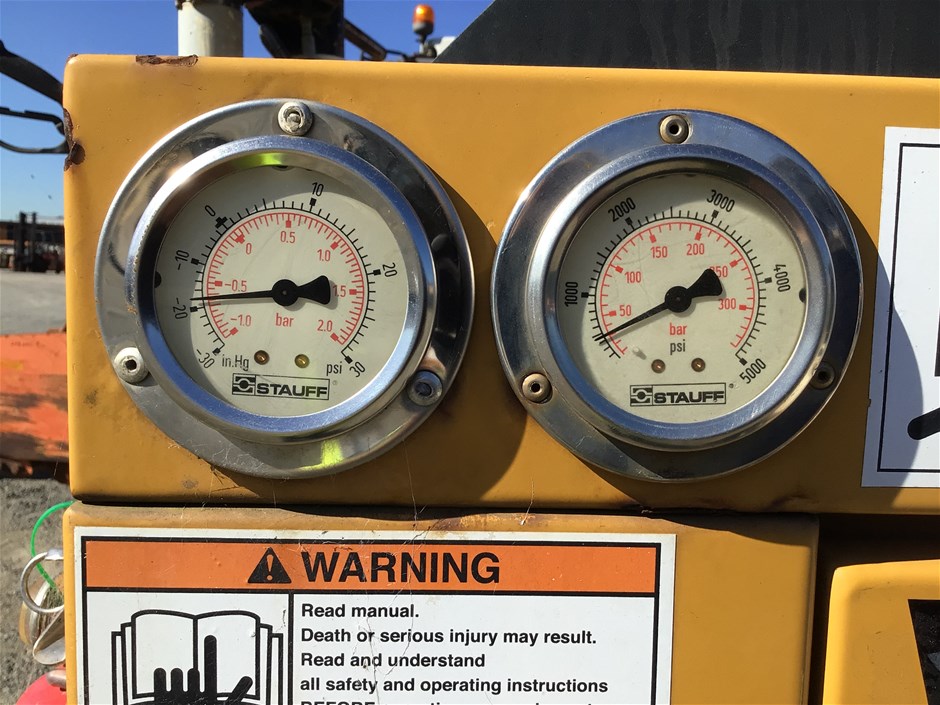 -30
-20
-10
0
10
20
30
-1.0
-0.5
0
0.5
1.0
1.5
2.0
bar
in.Hg
psi
STAUFF
®
1000
2000
3000
4000
5000
50
100
150
200
300
bar
psi
STAUFF
®
WARNING
Read manual.
Death or serious injury may result.
Read and understand
all safety and operating instructions
BEFORE